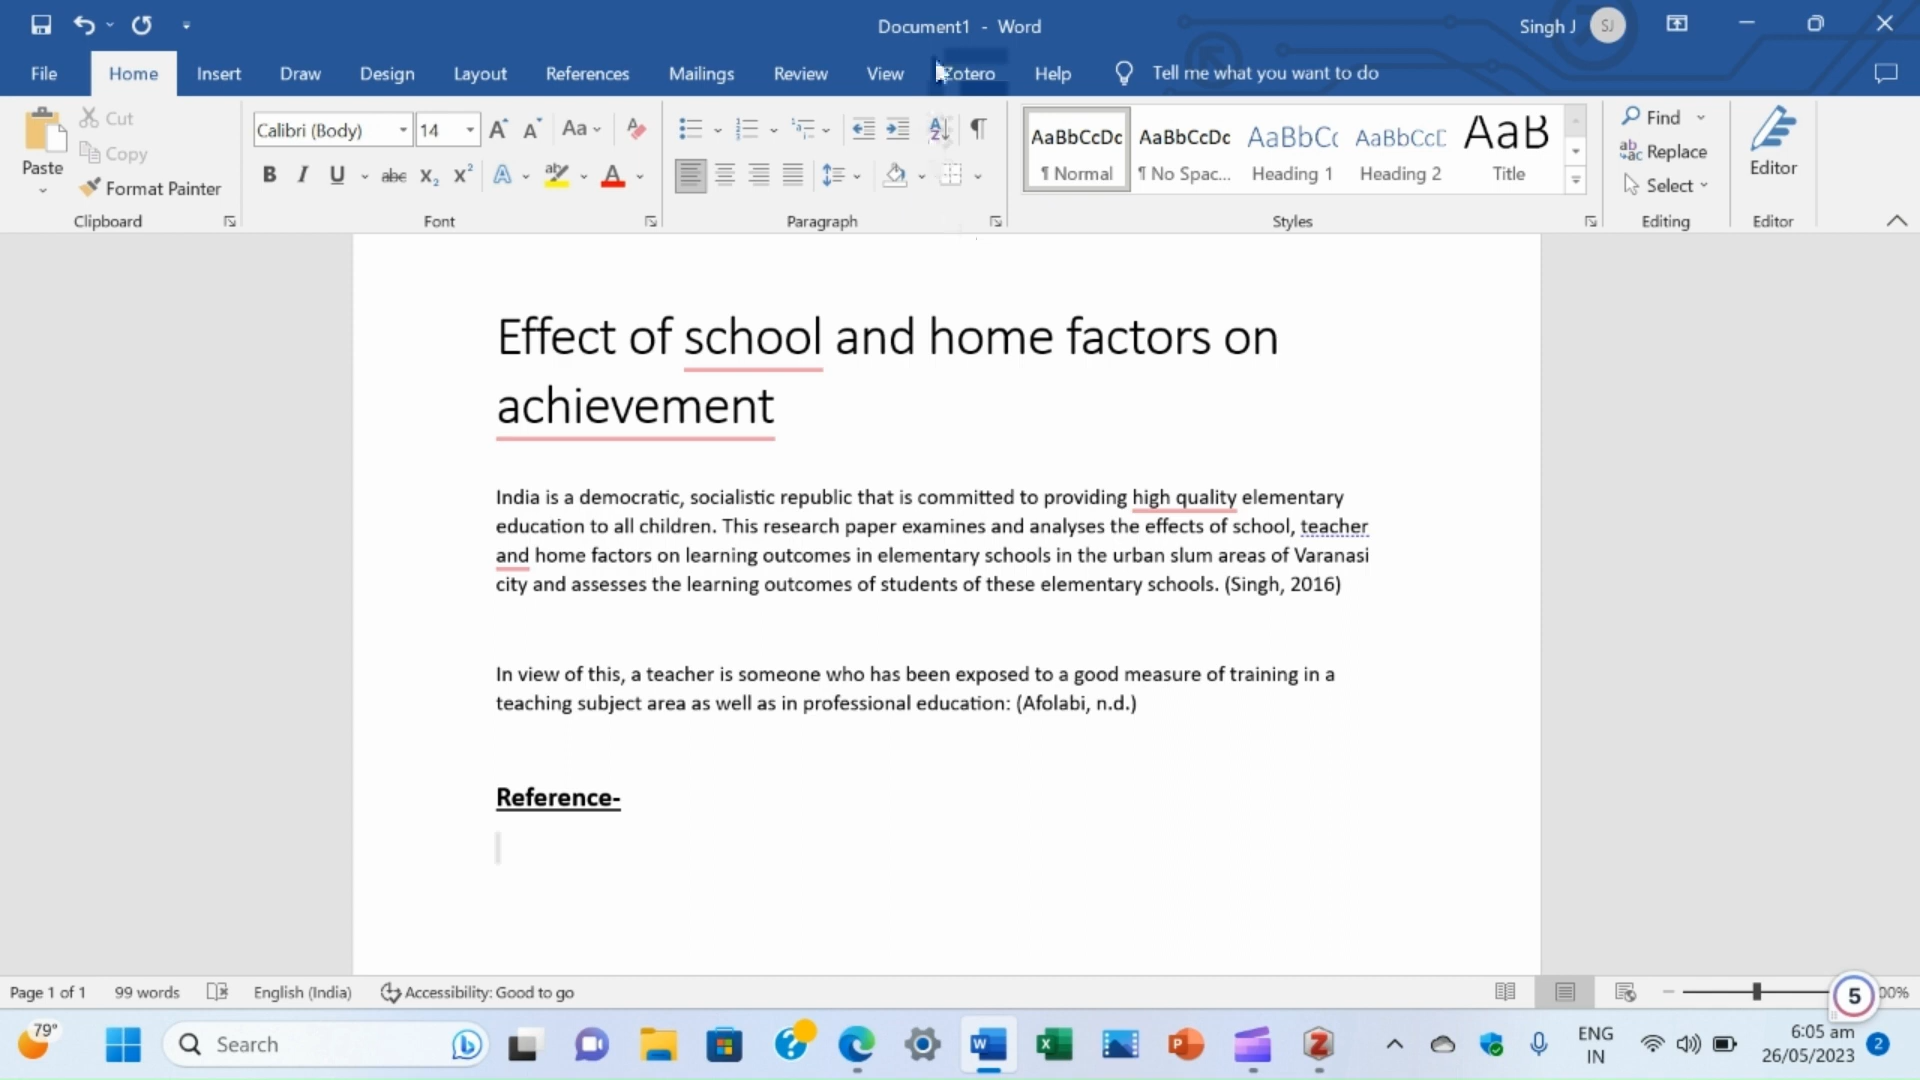 Document1 - Word
Singh J SJ
File Home Insert Draw Design Layout References Mailings Review View Zotero Help Tell me what you want to do
Paste
Cut
Copy
Format Painter
Clipboard
Calibri (Body) 14 A A Aa A
B I U abc X₂ X² A ab A
Font
Paragraph
AaBbCcDc AaBbCcDc AaBbCc AaBbCcD AaB
¶ Normal ¶ No Spac... Heading 1 Heading 2 Title
Styles
Find
Replace
Select
Editing
Editor
Editor
Effect of school and home factors on
achievement
India is a democratic, socialistic republic that is committed to providing high quality elementary
education to all children. This research paper examines and analyses the effects of school, teacher
and home factors on learning outcomes in elementary schools in the urban slum areas of Varanasi
city and assesses the learning outcomes of students of these elementary schools. (Singh, 2016)
In view of this, a teacher is someone who has been exposed to a good measure of training in a
teaching subject area as well as in professional education: (Afolabi, n.d.)
Reference-
Page 1 of 1 99 words English (India) Accessibility: Good to go 5 00%
79° Search ENG 6:05 am
IN 26/05/2023 2